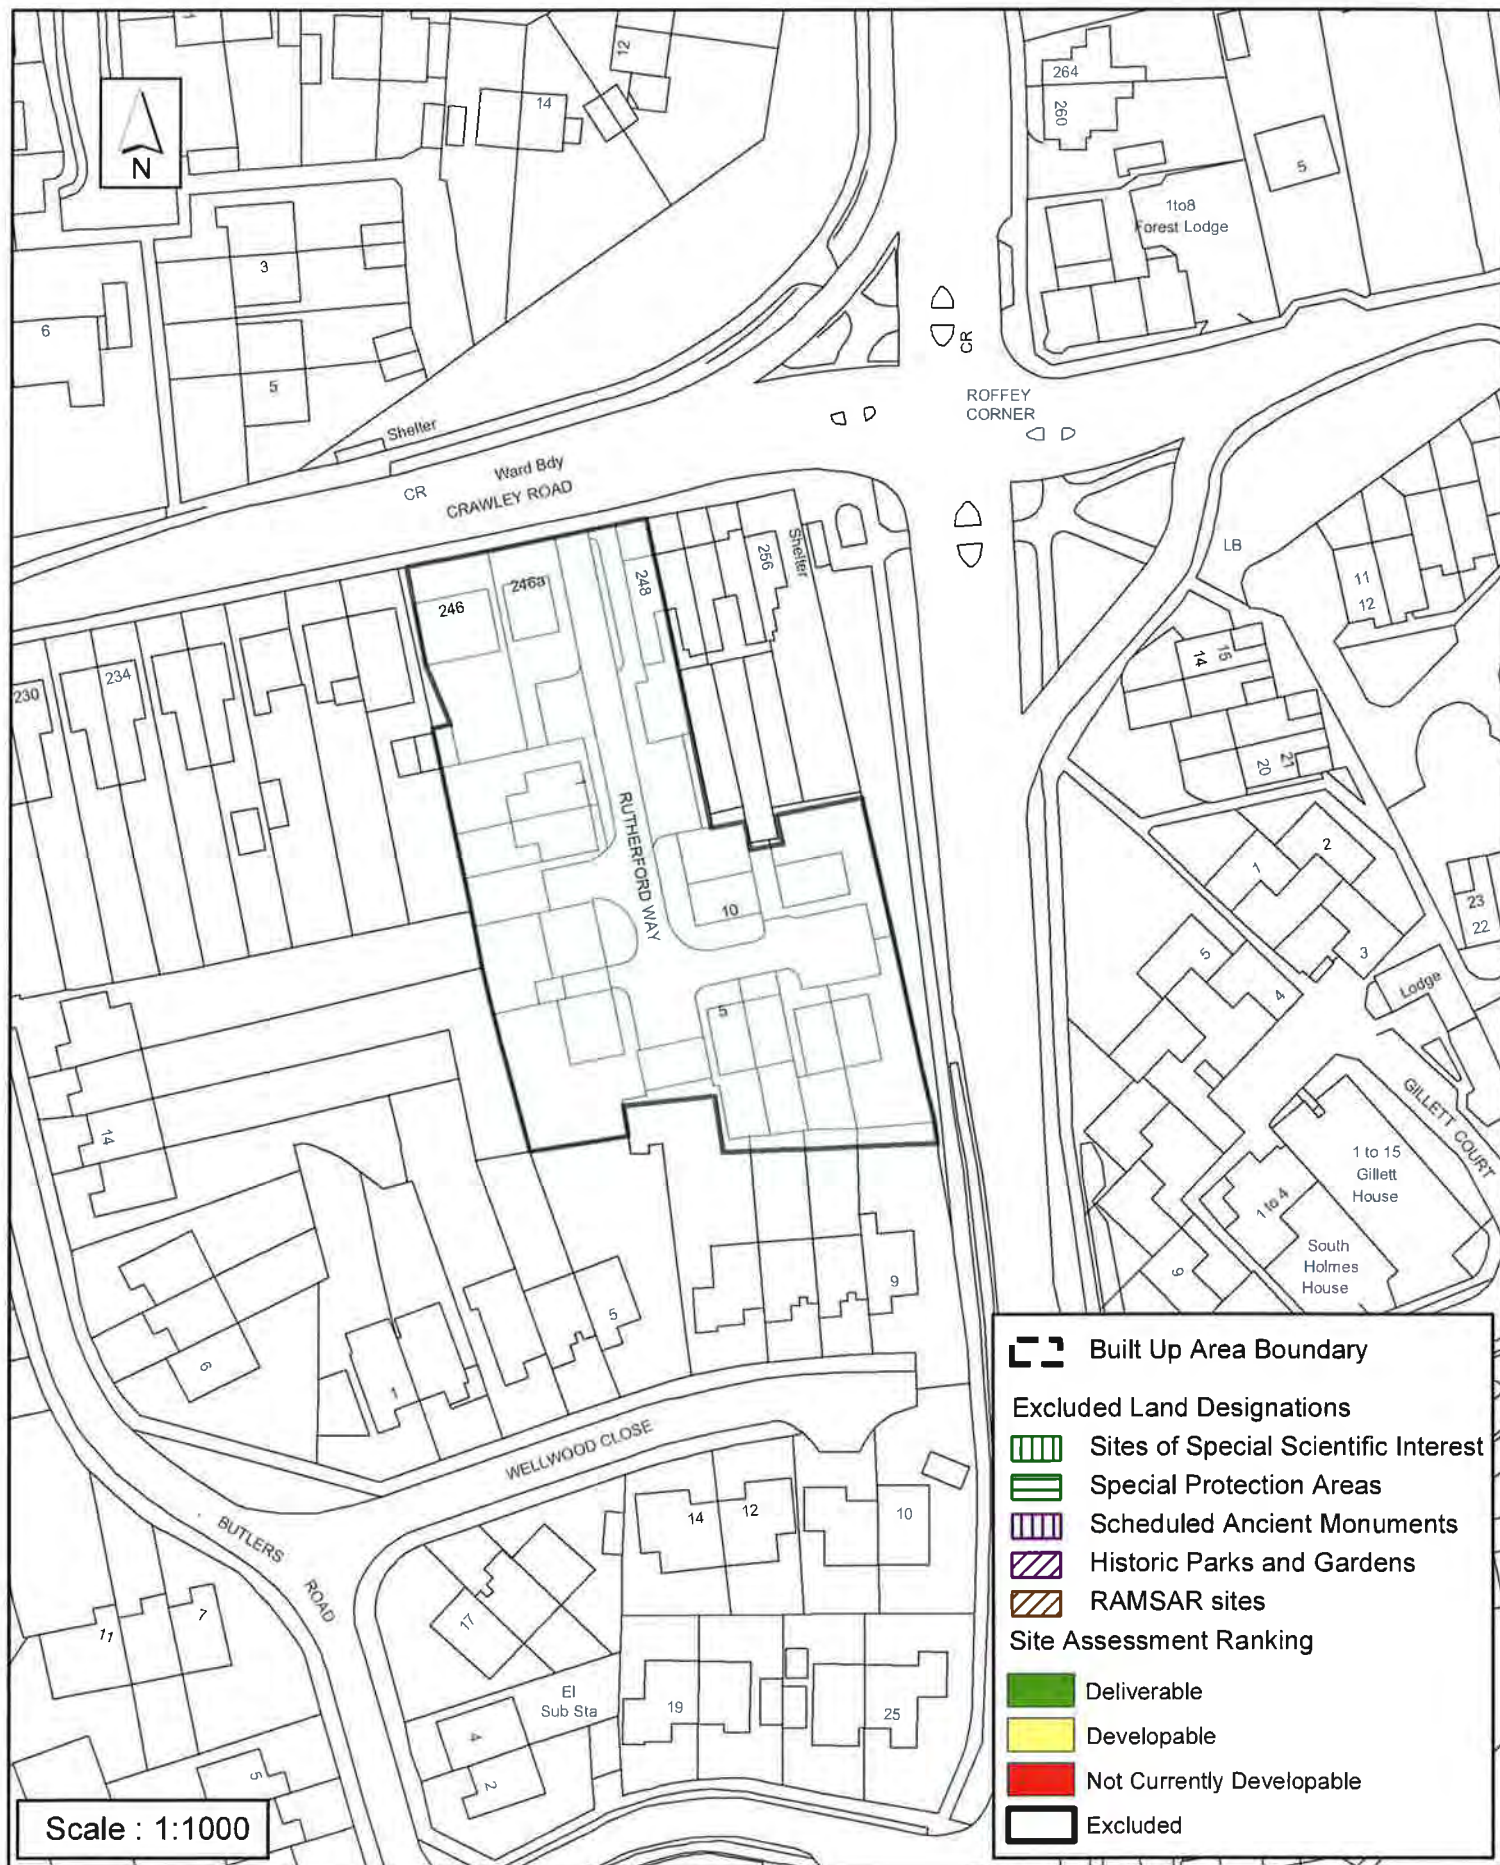 1
12
14
264
260
5
1to8
Forest Lodge
N
3
6
5
CR
ROFFEY
CORNER
Shelter
Ward Bdy
CR
CRAWLEY ROAD
Shelter
256
LB
246
246a
248
11
12
230
234
14
15
20
21
RUTHERFORD WAY
10
1
2
23
22
3
5
4
Lodge
5
GILLETT COURT
14
1 to 15
Gillett
House
1 to 4
South
Holmes
House
9
9
5
6
1
WELLWOOD CLOSE
BUTLERS
ROAD
14
12
10
17
11
7
El
Sub Sta
19
25
4
2
5
Scale : 1:1000
Built Up Area Boundary
Excluded Land Designations
Sites of Special Scientific Interest
Special Protection Areas
Scheduled Ancient Monuments
Historic Parks and Gardens
RAMSAR sites
Site Assessment Ranking
Deliverable
Developable
Not Currently Developable
Excluded